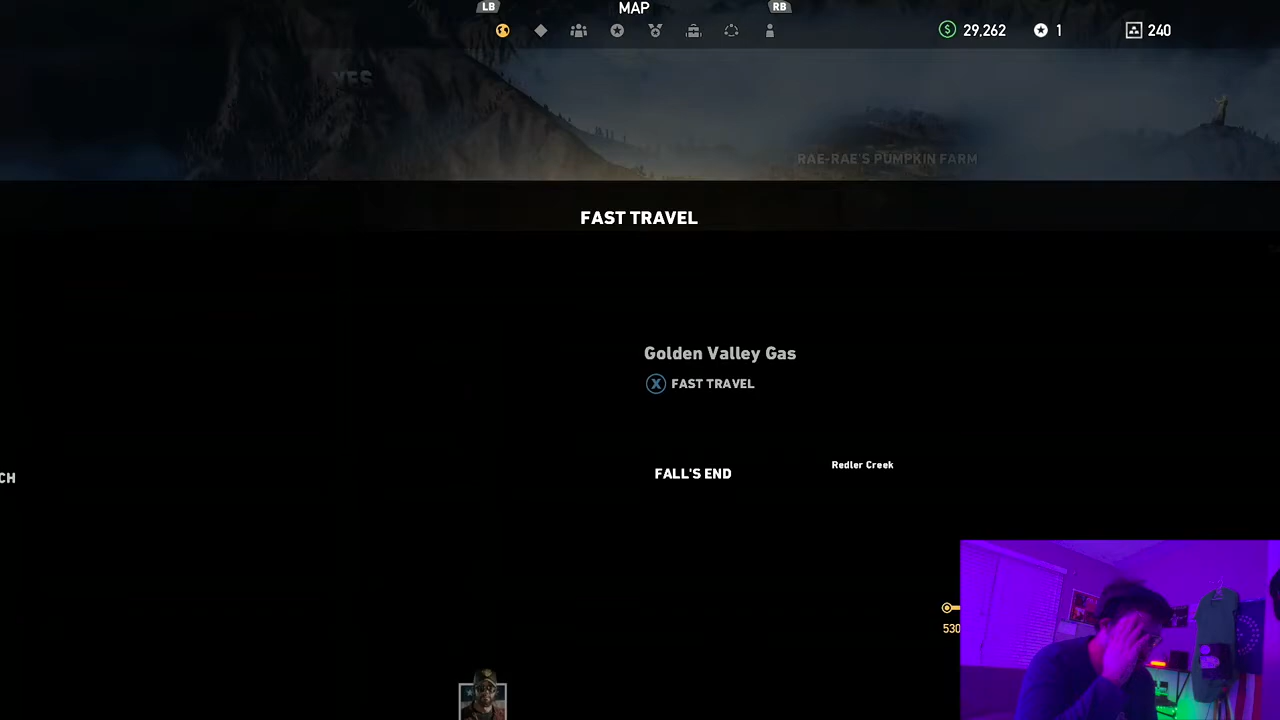 LB
MAP
RB
29,262
1
240
YES
RAE-RAE'S PUMPKIN FARM
FAST TRAVEL
Golden Valley Gas
X FAST TRAVEL
CH
FALL'S END
Redler Creek
530